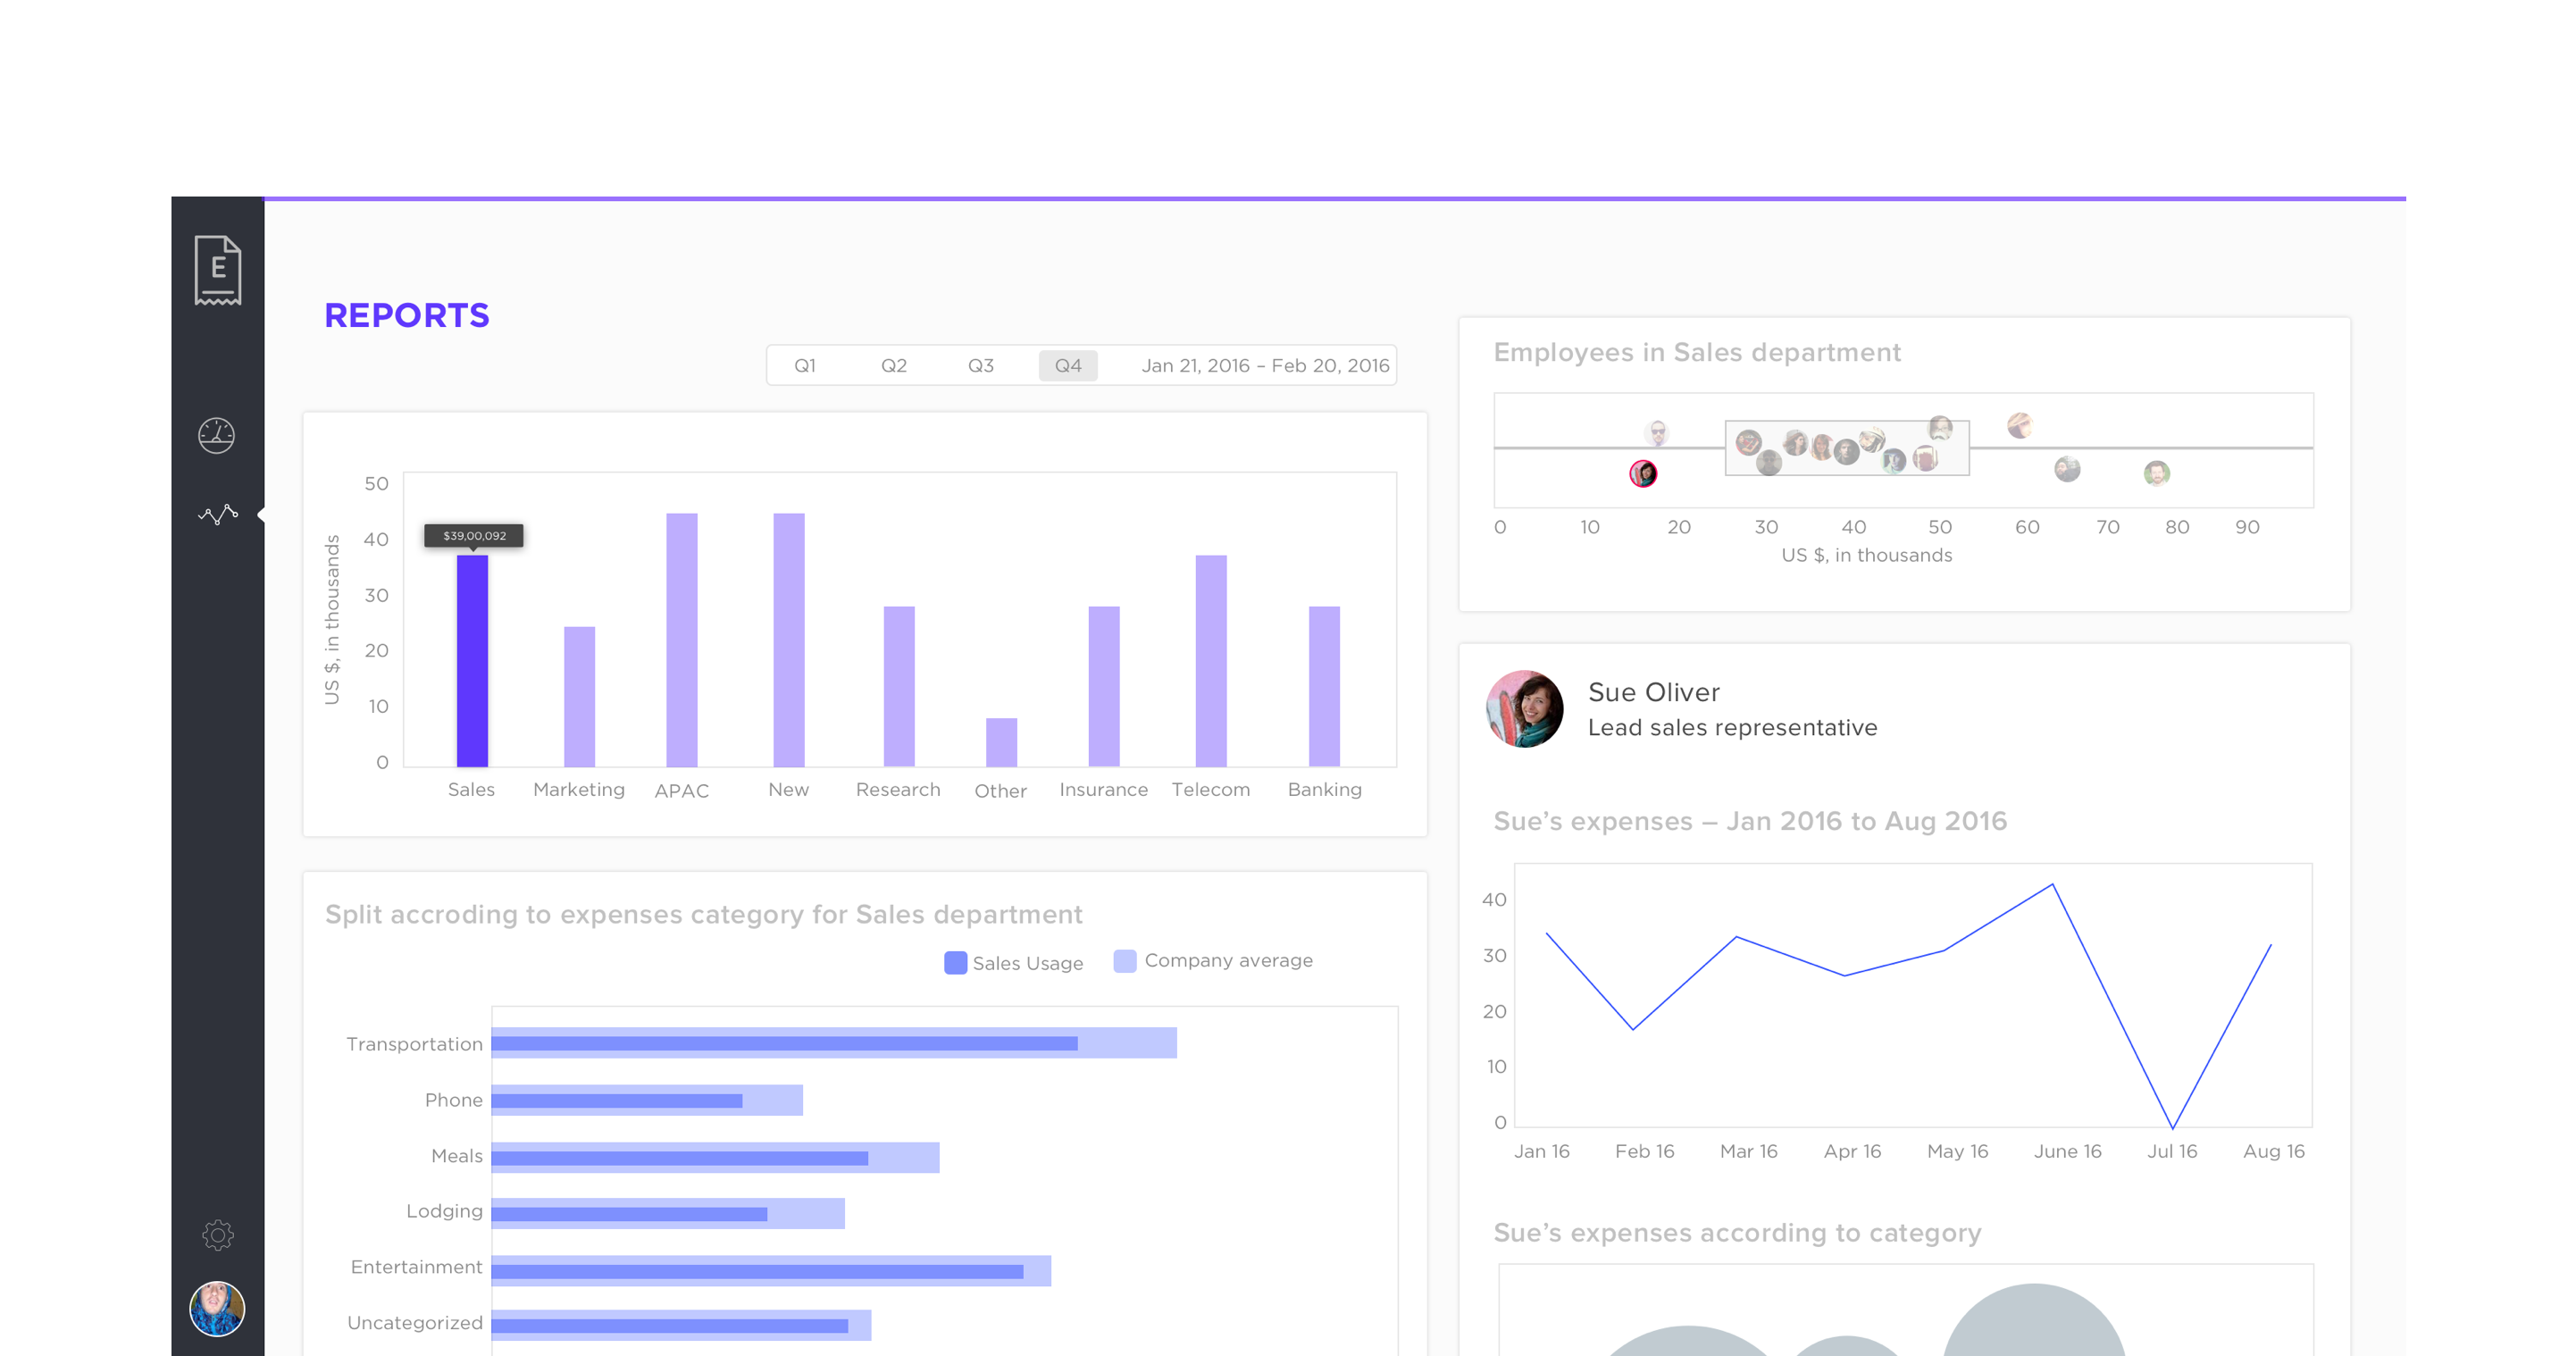 E
REPORTS
Q1 Q2 Q3 Q4 Jan 21, 2016 – Feb 20, 2016
US $, in thousands
50
40
30
20
10
0
$39,00,092
Sales Marketing APAC New Research Other Insurance Telecom Banking
Split accroding to expenses category for Sales department
Sales Usage Company average
Transportation
Phone
Meals
Lodging
Entertainment
Uncategorized
Employees in Sales department
0 10 20 30 40 50 60 70 80 90
US $, in thousands
Sue Oliver
Lead sales representative
Sue’s expenses – Jan 2016 to Aug 2016
40
30
20
10
0
Jan 16 Feb 16 Mar 16 Apr 16 May 16 June 16 Jul 16 Aug 16
Sue’s expenses according to category